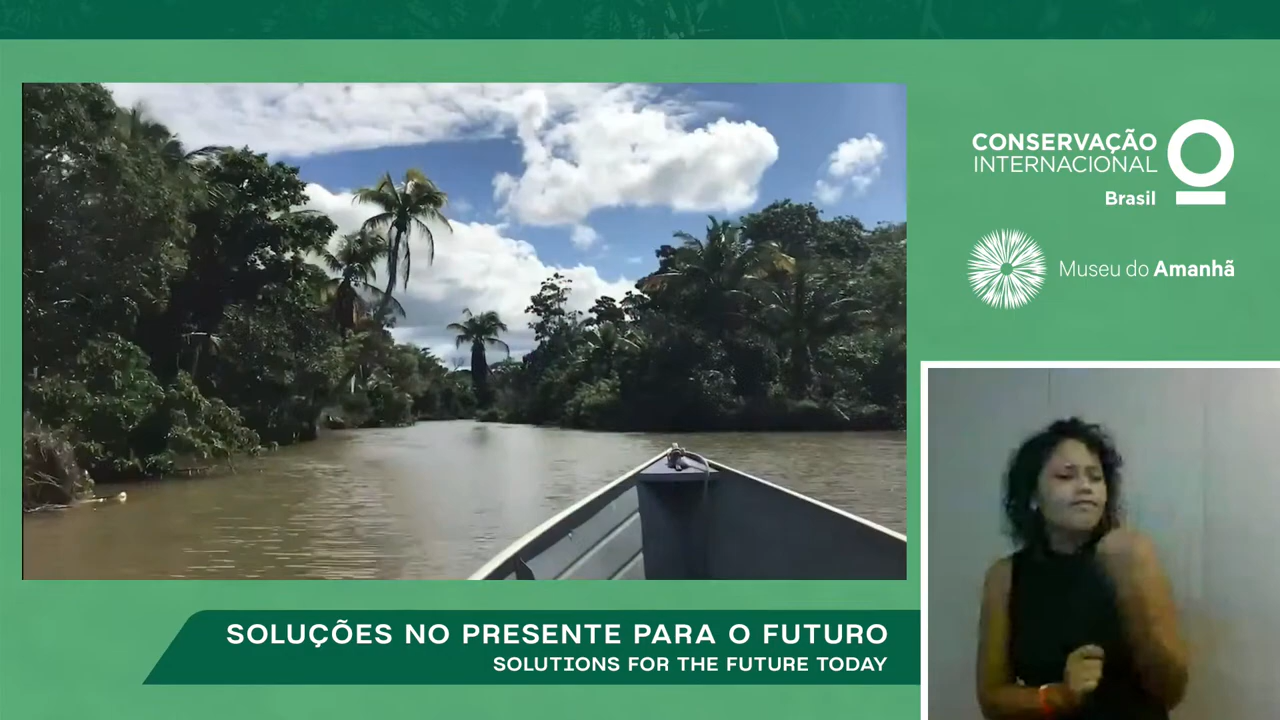 CONSERVAÇÃO
INTERNACIONAL
Brasil
Museu do Amanhã
SOLUÇÕES NO PRESENTE PARA O FUTURO
SOLUTIONS FOR THE FUTURE TODAY